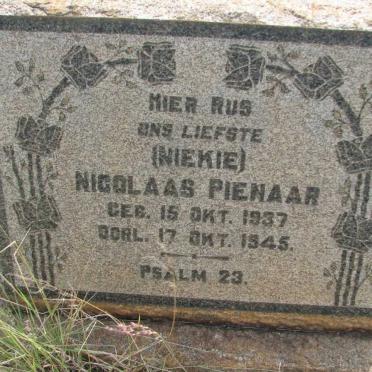 HIER RUS
ONS LIEFSTE
(NIEKIE)
NICOLAAS PIENAAR
GEB. 15 OKT. 1937
OORL. 17 OKT. 1945.
PSALM 23.